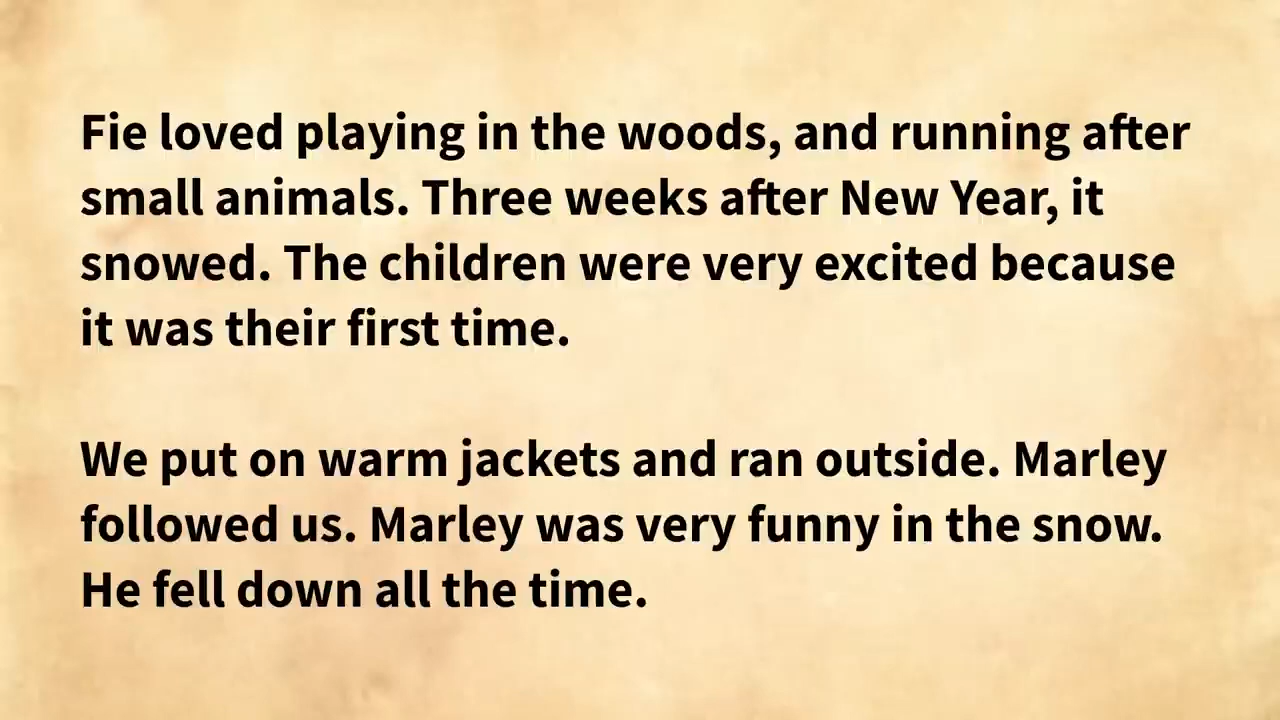 Fie loved playing in the woods, and running after
small animals. Three weeks after New Year, it
snowed. The children were very excited because
it was their first time.
We put on warm jackets and ran outside. Marley
followed us. Marley was very funny in the snow.
He fell down all the time.